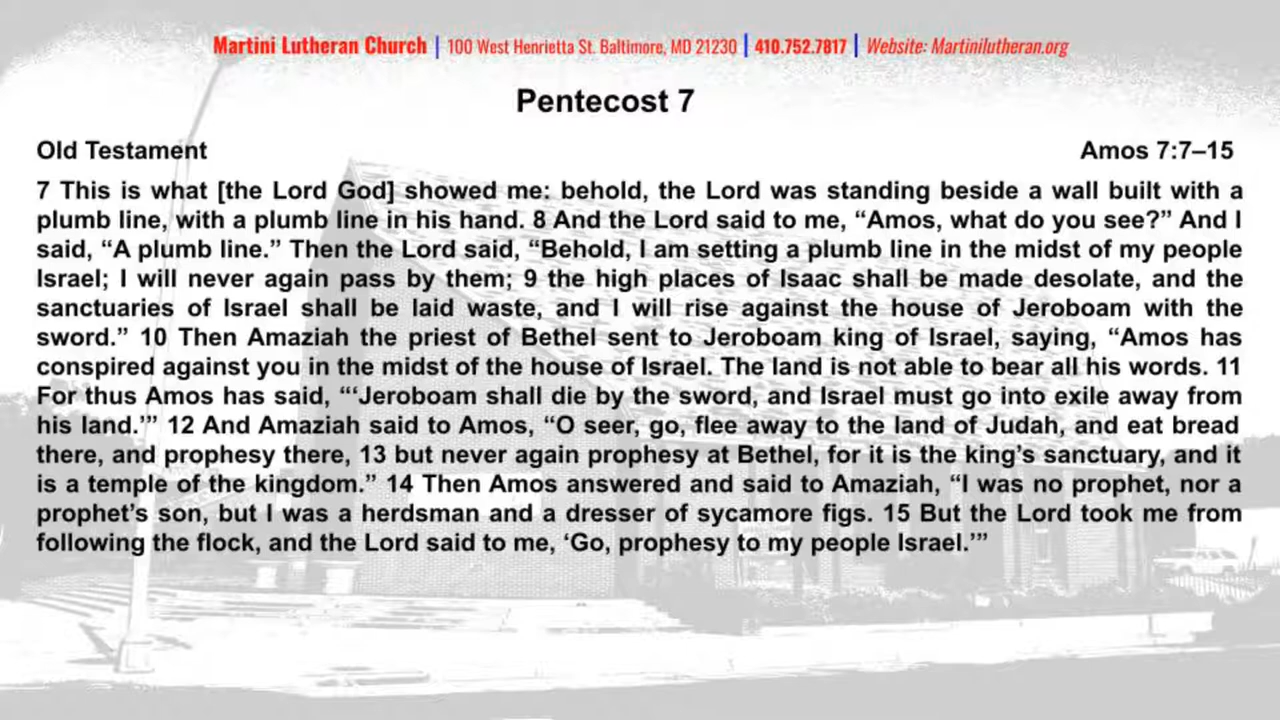 Martini Lutheran Church | 100 West Henrietta St. Baltimore, MD 21230 | 410.752.7817 | Website: Martinilutheran.org
Pentecost 7
Old Testament Amos 7:7–15
7 This is what [the Lord God] showed me: behold, the Lord was standing beside a wall built with a
plumb line, with a plumb line in his hand. 8 And the Lord said to me, “Amos, what do you see?” And I
said, “A plumb line.” Then the Lord said, “Behold, I am setting a plumb line in the midst of my people
Israel; I will never again pass by them; 9 the high places of Isaac shall be made desolate, and the
sanctuaries of Israel shall be laid waste, and I will rise against the house of Jeroboam with the
sword.” 10 Then Amaziah the priest of Bethel sent to Jeroboam king of Israel, saying, “Amos has
conspired against you in the midst of the house of Israel. The land is not able to bear all his words. 11
For thus Amos has said, “‘Jeroboam shall die by the sword, and Israel must go into exile away from
his land.’” 12 And Amaziah said to Amos, “O seer, go, flee away to the land of Judah, and eat bread
there, and prophesy there, 13 but never again prophesy at Bethel, for it is the king’s sanctuary, and it
is a temple of the kingdom.” 14 Then Amos answered and said to Amaziah, “I was no prophet, nor a
prophet’s son, but I was a herdsman and a dresser of sycamore figs. 15 But the Lord took me from
following the flock, and the Lord said to me, ‘Go, prophesy to my people Israel.’”